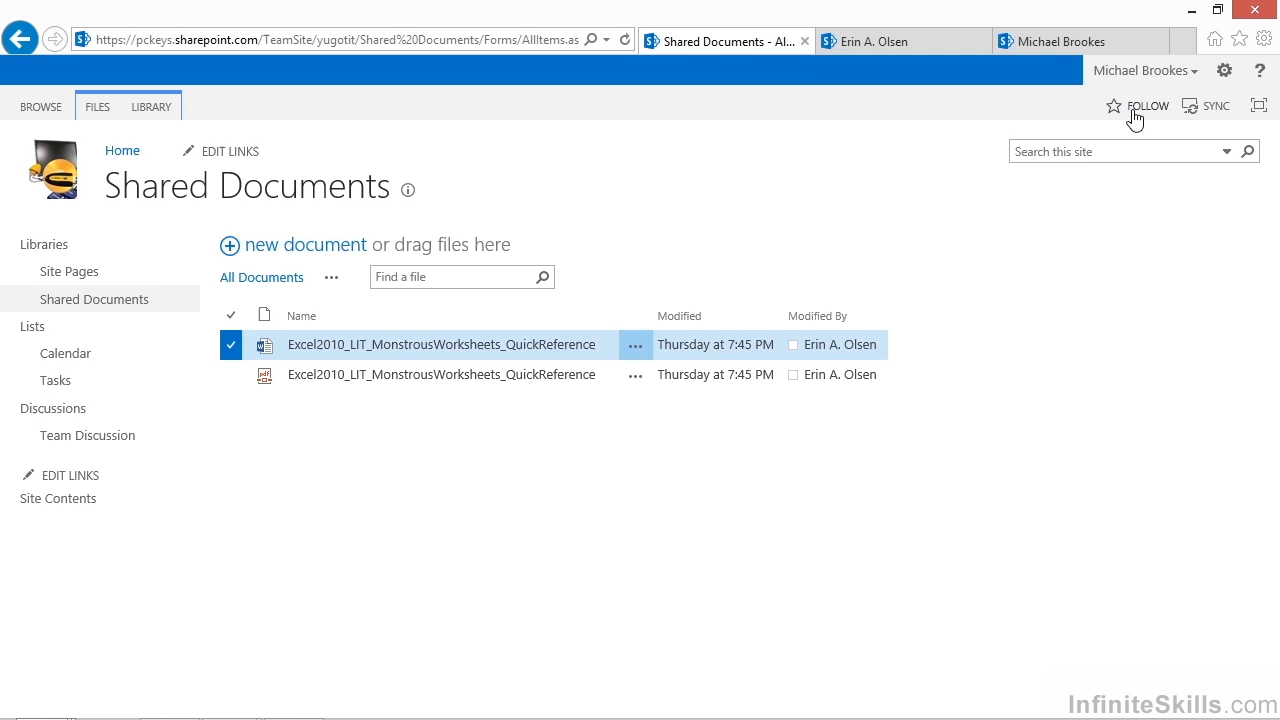 https://pckeys.sharepoint.com/TeamSite/yugotit/Shared%20Documents/Forms/AllItems.as
Shared Documents - Al...
Erin A. Olsen
Michael Brookes
Michael Brookes
?
BROWSE
FILES
LIBRARY
FOLLOW
SYNC
Home
EDIT LINKS
Search this site
Shared Documents
Libraries
new document or drag files here
Site Pages
All Documents
...
Find a file
Shared Documents
Name
Modified
Modified By
Lists
Excel2010_LIT_MonstrousWorksheets_QuickReference
...
Thursday at 7:45 PM
Erin A. Olsen
Calendar
Excel2010_LIT_MonstrousWorksheets_QuickReference
...
Thursday at 7:45 PM
Erin A. Olsen
Tasks
Discussions
Team Discussion
EDIT LINKS
Site Contents
InfiniteSkills.com